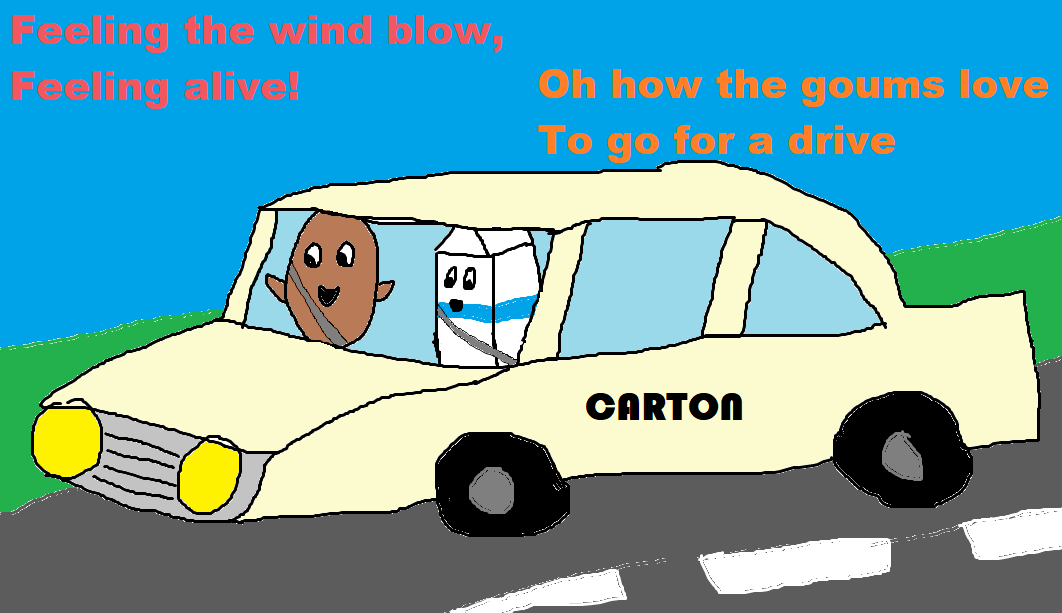 Feeling the wind blow,
Feeling alive!
Oh how the goums love
To go for a drive
CARTON